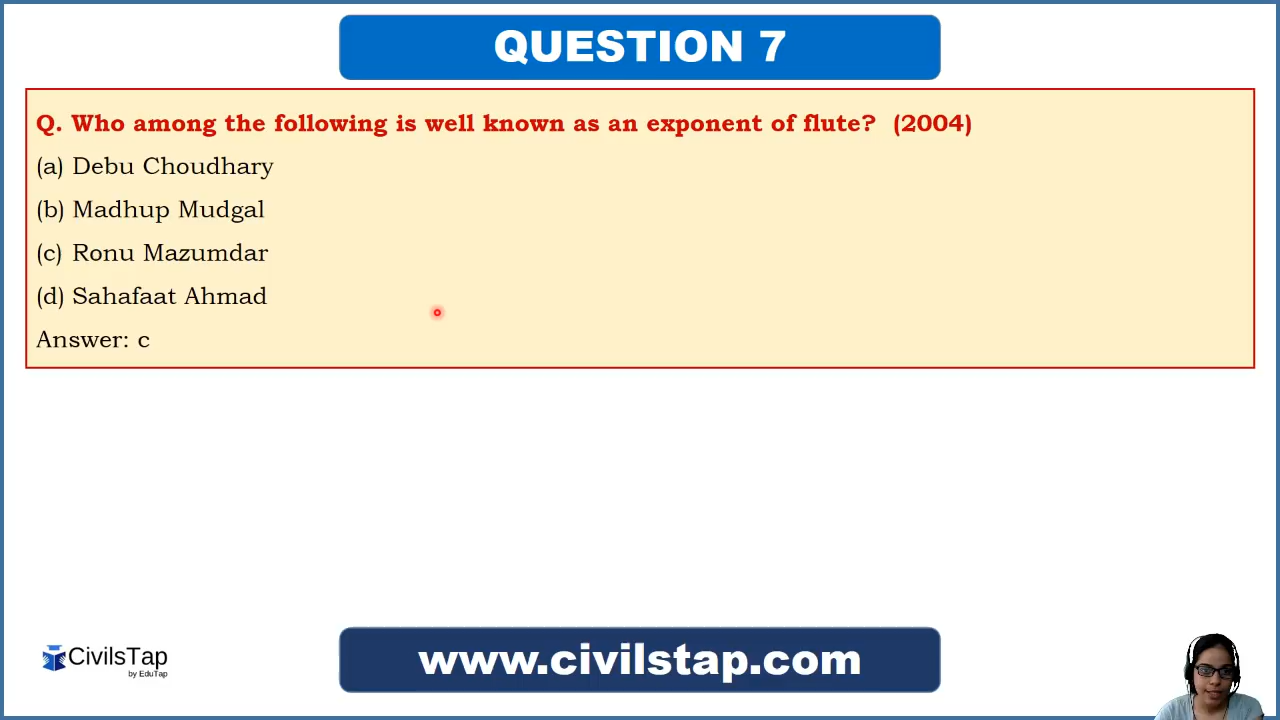 QUESTION 7
Q. Who among the following is well known as an exponent of flute? (2004)
(a) Debu Choudhary
(b) Madhup Mudgal
(c) Ronu Mazumdar
(d) Sahafaat Ahmad
Answer: c
CivilsTap
by EduTap
www.civilstap.com